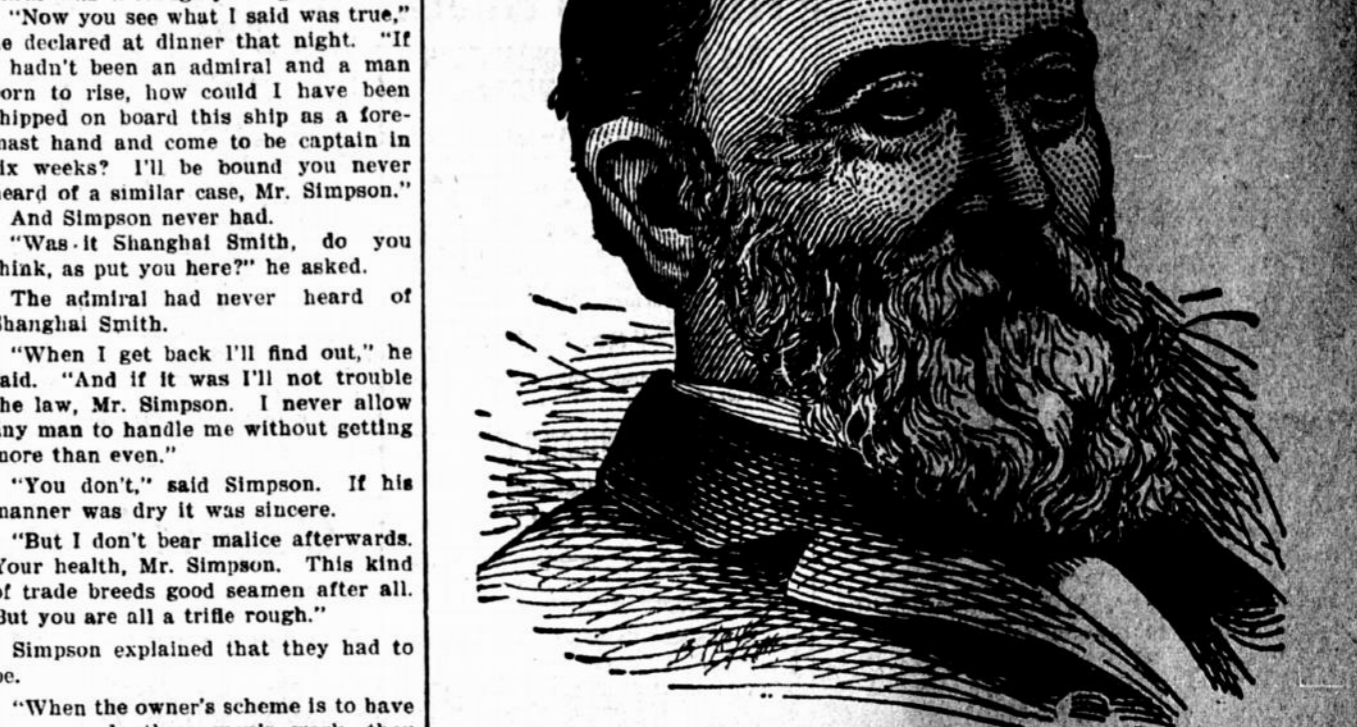 "Now you see what I said was true,"
e declared at dinner that night. "If
hadn't been an admiral and a man
orn to rise, how could I have been
hipped on board this ship as a fore-
nast hand and come to be captain in
ix weeks? I'll be bound you never
eard of a similar case, Mr. Simpson."
And Simpson never had.
"Was it Shanghai Smith, do you
hink, as put you here?" he asked.
The admiral had never heard of
Shanghai Smith.
"When I get back I'll find out," he
aid. "And if it was I'll not trouble
he law, Mr. Simpson. I never allow
any man to handle me without getting
more than even."
"You don't," said Simpson. If his
manner was dry it was sincere.
"But I don't bear malice afterwards.
Your health, Mr. Simpson. This kind
of trade breeds good seamen after all.
But you are all a trifle rough."
Simpson explained that they had to
be.
"When the owner's scheme is to have